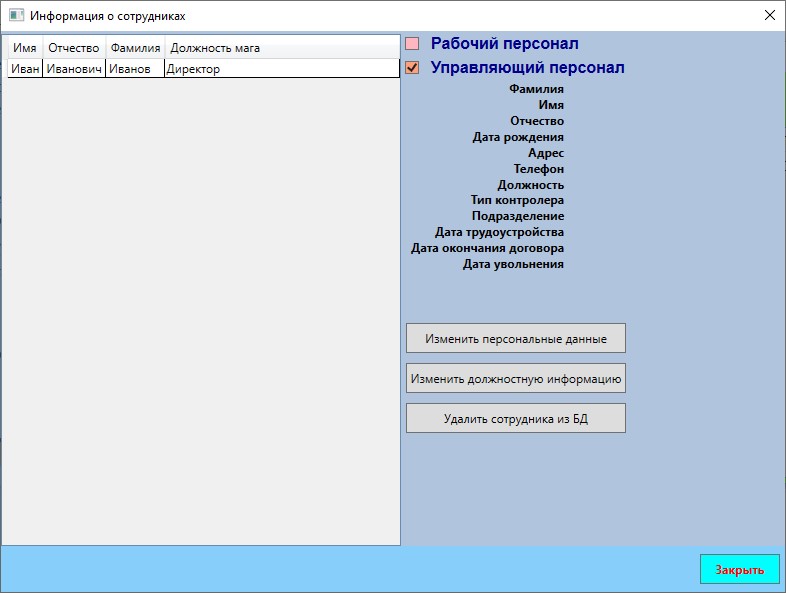 Информация о сотрудниках
Имя Отчество Фамилия Должность мага
Иван Иванович Иванов Директор
Рабочий персонал
Управляющий персонал
Фамилия
Имя
Отчество
Дата рождения
Адрес
Телефон
Должность
Тип контролера
Подразделение
Дата трудоустройства
Дата окончания договора
Дата увольнения
Изменить персональные данные
Изменить должностную информацию
Удалить сотрудника из БД
Закрыть